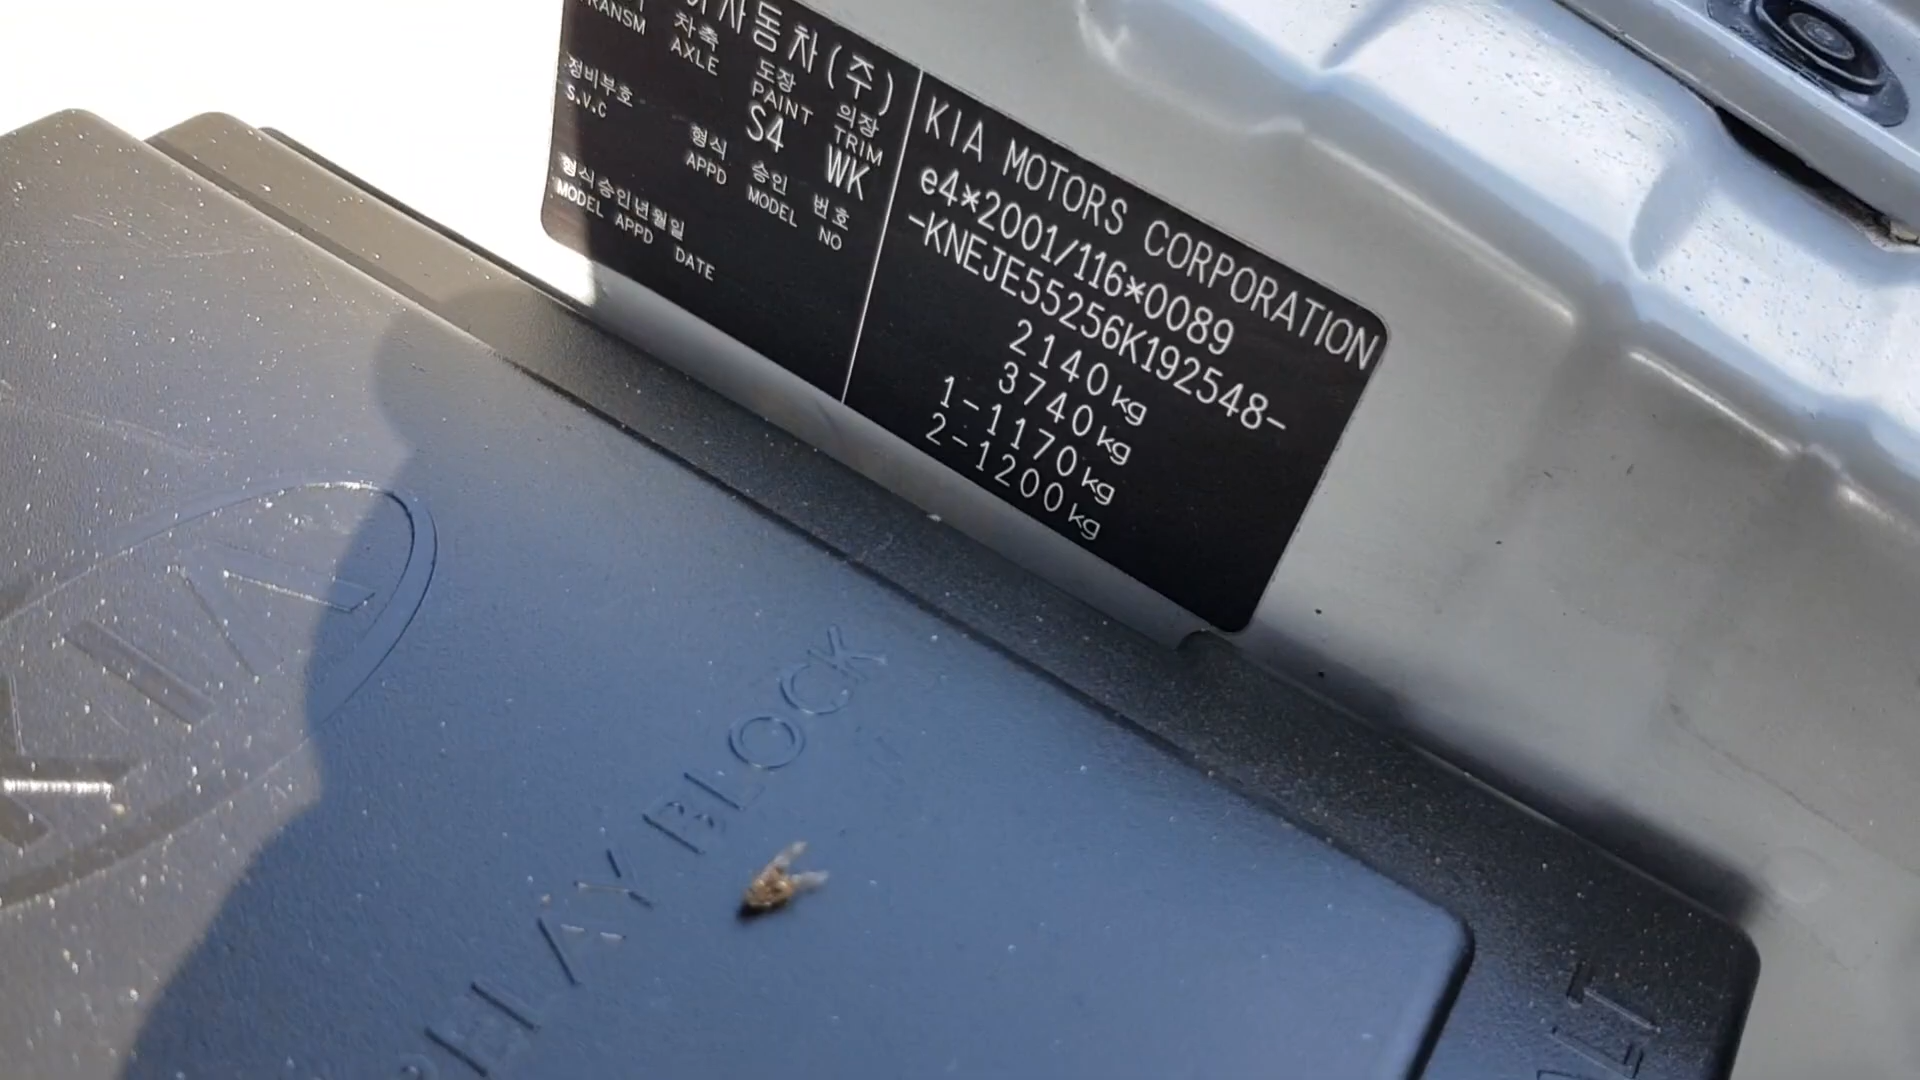 자동차(주)
TRANSM
차축
AXLE
도장
PAINT
S4
의장
TRIM
WK
정비부호
S.V.C
형식 승인 번호
APPD MODEL NO
형식승인년월일
MODEL APPD DATE
KIA MOTORS CORPORATION
e4*2001/116*0089
-KNEJE55256K192548-
2140kg
3740kg
1-1170kg
2-1200kg
KIA
RELAY BLOCK